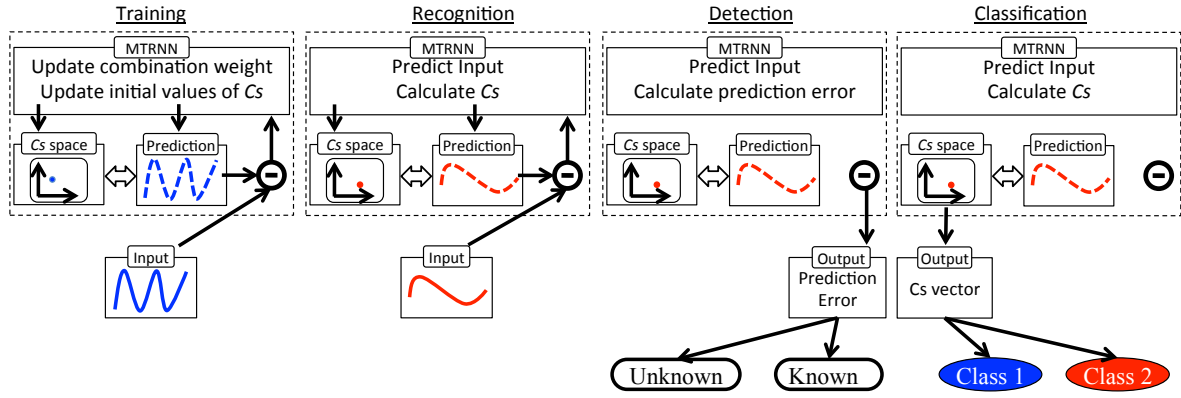 Training
MTRNN
Update combination weight
Update initial values of Cs
Cs space
Prediction
Input
Recognition
MTRNN
Predict Input
Calculate Cs
Cs space
Prediction
Input
Detection
MTRNN
Predict Input
Calculate prediction error
Cs space
Prediction
Output
Prediction
Error
Unknown
Known
Classification
MTRNN
Predict Input
Calculate Cs
Cs space
Prediction
Output
Cs vector
Class 1
Class 2